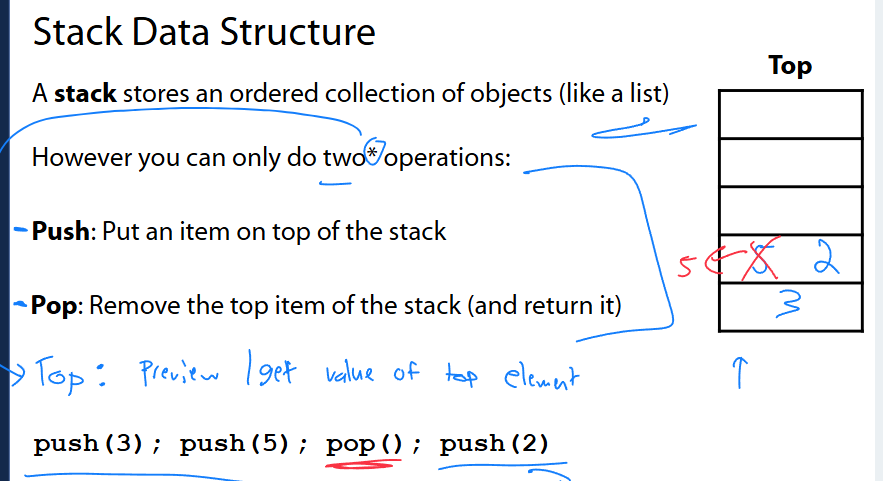 Stack Data Structure
Top
A stack stores an ordered collection of objects (like a list)
However you can only do two* operations:
- Push: Put an item on top of the stack
5 ← 5 2
- Pop: Remove the top item of the stack (and return it)
3
→ Top: Preview / get value of top element
↑
push(3); push(5); pop(); push(2)